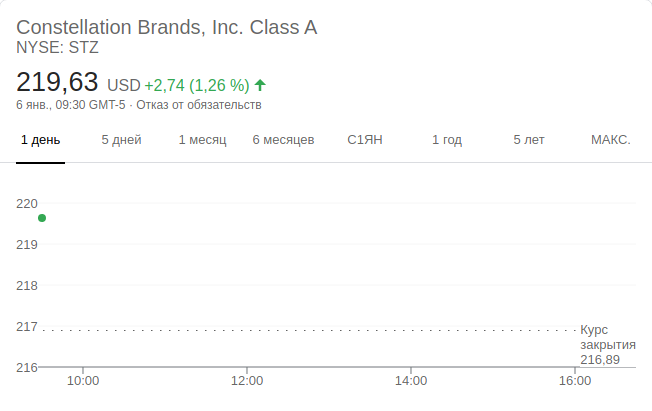 Constellation Brands, Inc. Class A
NYSE: STZ
219,63 USD +2,74 (1,26 %)
6 янв., 09:30 GMT-5 · Отказ от обязательств
1 день 5 дней 1 месяц 6 месяцев С1ЯН 1 год 5 лет МАКС.
220
219
218
217
Курс
закрытия
216,89
216
10:00 12:00 14:00 16:00